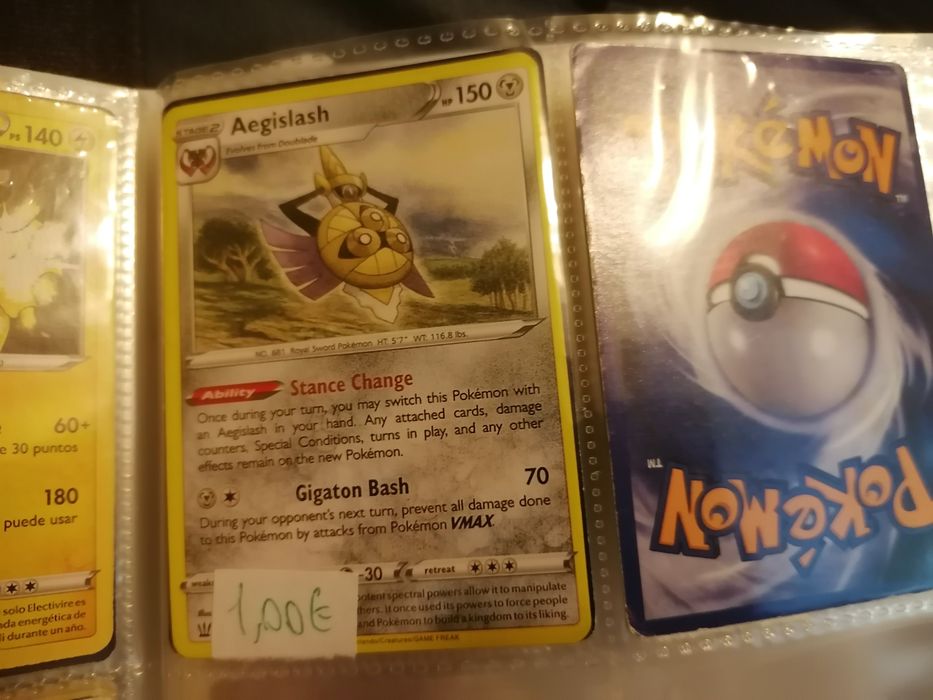 PS 140
60+
e 30 puntos
180
puede usar
solo Electivire es
energética de
durante un año.
STAGE 2
Aegislash
HP 150
Evolves from Doublade
NO. 681 Royal Sword Pokémon HT: 5'7" WT: 116.8 lbs.
Ability Stance Change
Once during your turn, you may switch this Pokémon with
an Aegislash in your hand. Any attached cards, damage
counters, Special Conditions, turns in play, and any other
effects remain on the new Pokémon.
Gigaton Bash 70
During your opponent's next turn, prevent all damage done
to this Pokémon by attacks from Pokémon VMAX.
-30 retreat
potent spectral powers allow it to manipulate
others. It once used its powers to force people
and Pokémon to build a kingdom to its liking.
Nintendo/Creatures/GAME FREAK
1,00€
POKéMON
TM
POKéMON
TM